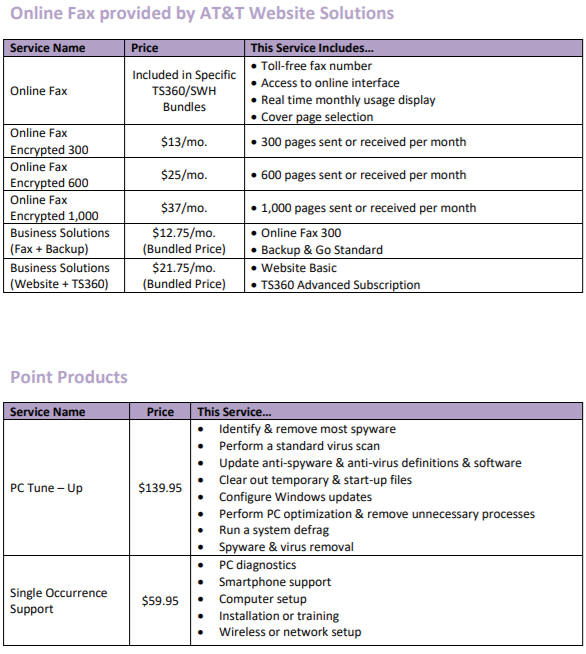 Online Fax provided by AT&T Website Solutions
Service Name Price This Service Includes...
Online Fax
Included in Specific
TS360/SWH
Bundles
• Toll-free fax number
• Access to online interface
• Real time monthly usage display
• Cover page selection
Online Fax
Encrypted 300
$13/mo.
• 300 pages sent or received per month
Online Fax
Encrypted 600
$25/mo.
• 600 pages sent or received per month
Online Fax
Encrypted 1,000
$37/mo.
• 1,000 pages sent or received per month
Business Solutions
(Fax + Backup)
$12.75/mo.
(Bundled Price)
• Online Fax 300
• Backup & Go Standard
Business Solutions
(Website + TS360)
$21.75/mo.
(Bundled Price)
• Website Basic
• TS360 Advanced Subscription
Point Products
Service Name Price This Service...
PC Tune – Up
$139.95
• Identify & remove most spyware
• Perform a standard virus scan
• Update anti-spyware & anti-virus definitions & software
• Clear out temporary & start-up files
• Configure Windows updates
• Perform PC optimization & remove unnecessary processes
• Run a system defrag
• Spyware & virus removal
Single Occurrence
Support
$59.95
• PC diagnostics
• Smartphone support
• Computer setup
• Installation or training
• Wireless or network setup